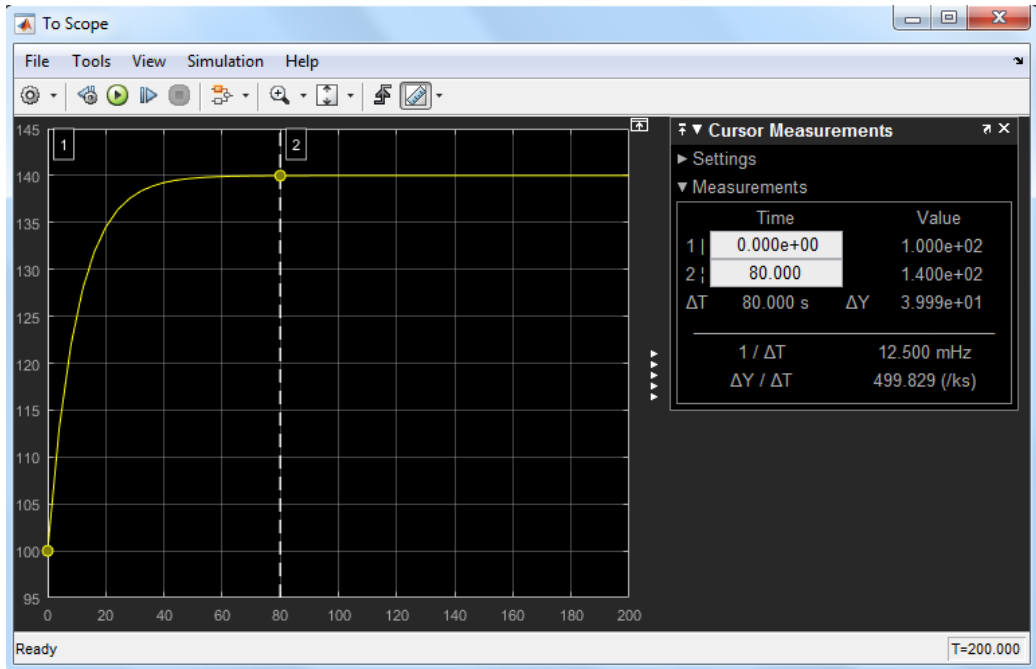 To Scope
File Tools View Simulation Help
Cursor Measurements
Settings
Measurements
Time Value
1 | 0.000e+00 1.000e+02
2 ¦ 80.000 1.400e+02
ΔT 80.000 s ΔY 3.999e+01
1 / ΔT 12.500 mHz
ΔY / ΔT 499.829 (/ks)
1 2
145
140
135
130
125
120
115
110
105
100
95
0 20 40 60 80 100 120 140 160 180 200
Ready T=200.000